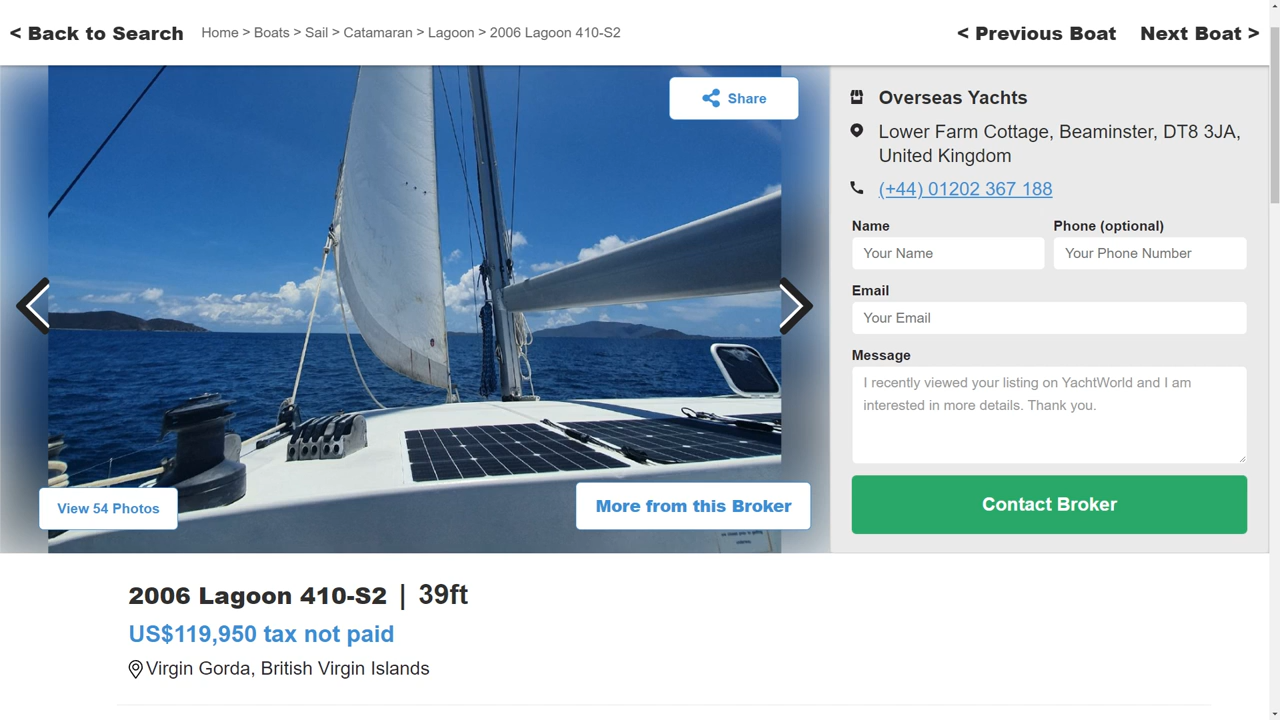 < Back to Search
Home > Boats > Sail > Catamaran > Lagoon > 2006 Lagoon 410-S2
< Previous Boat
Next Boat >
Share
View 54 Photos
More from this Broker
Overseas Yachts
Lower Farm Cottage, Beaminster, DT8 3JA,
United Kingdom
(+44) 01202 367 188
Name
Phone (optional)
Your Name
Your Phone Number
Email
Your Email
Message
I recently viewed your listing on YachtWorld and I am
interested in more details. Thank you.
Contact Broker
2006 Lagoon 410-S2 | 39ft
US$119,950 tax not paid
Virgin Gorda, British Virgin Islands